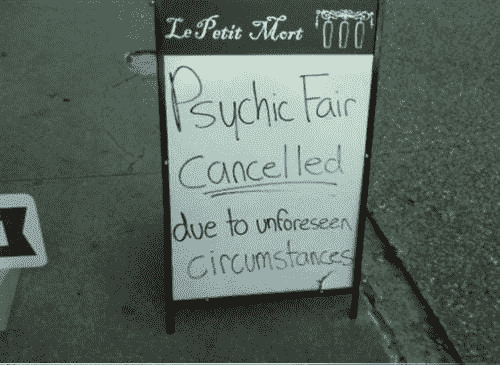 Le Petit Mort
Psychic Fair
Cancelled
due to unforeseen
circumstances